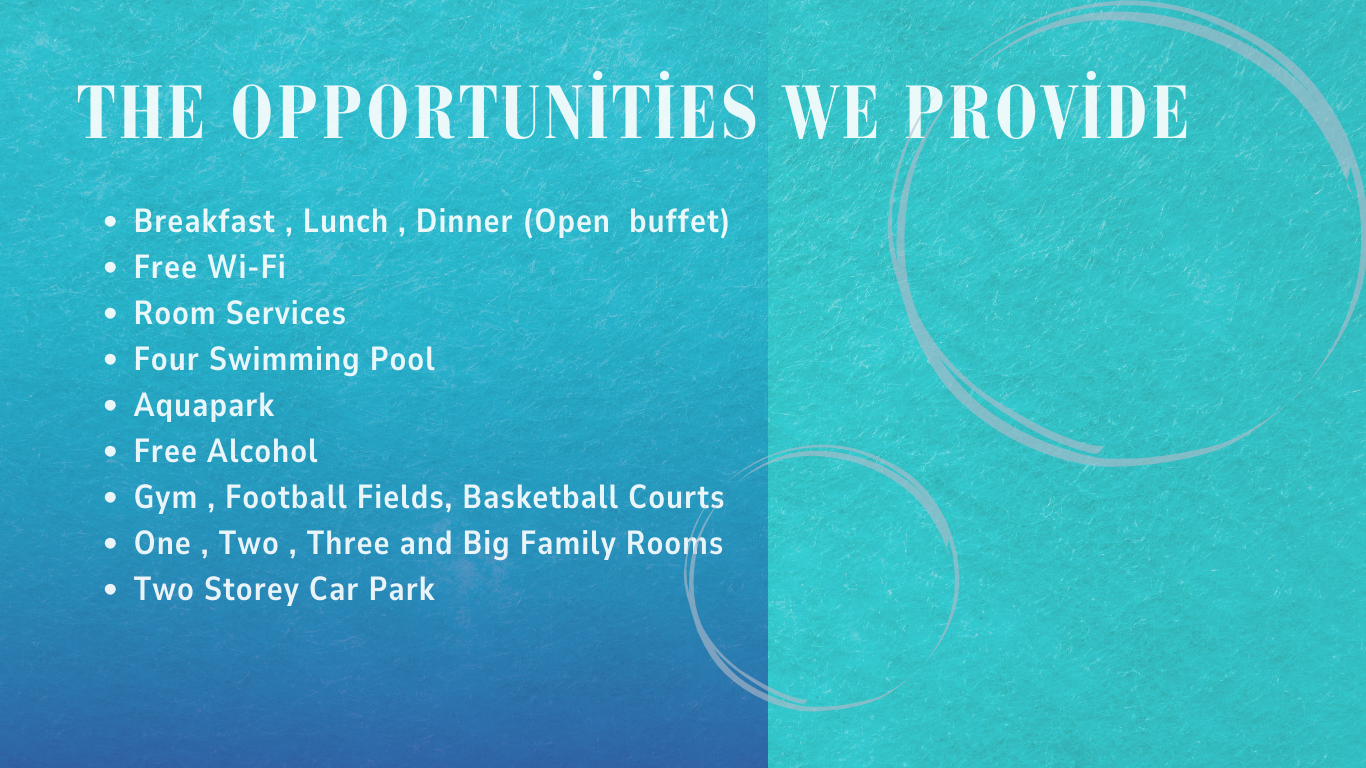 THE OPPORTUNİTİES WE PROVİDE
• Breakfast , Lunch , Dinner (Open  buffet)
• Free Wi-Fi
• Room Services
• Four Swimming Pool
• Aquapark
• Free Alcohol
• Gym , Football Fields, Basketball Courts
• One , Two , Three and Big Family Rooms
• Two Storey Car Park